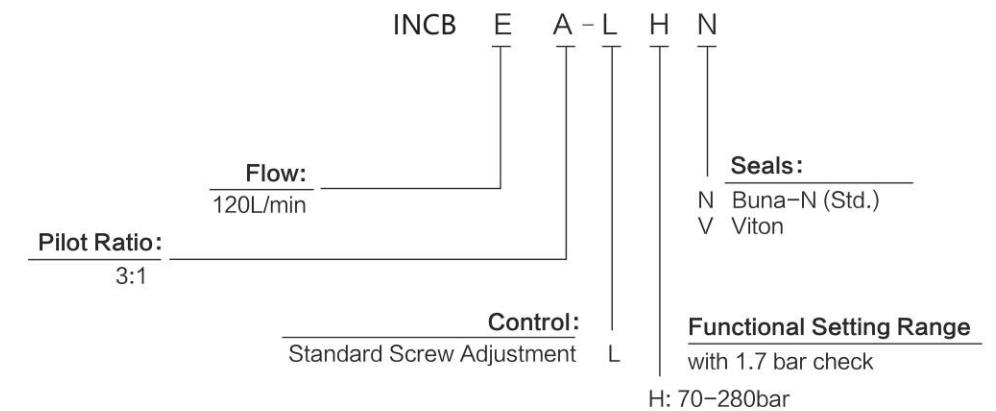 INCB E A-L H N
Seals:
N Buna-N (Std.)
V Viton
Flow:
120L/min
Pilot Ratio:
3:1
Control:
Standard Screw Adjustment L
Functional Setting Range
with 1.7 bar check
H: 70-280bar